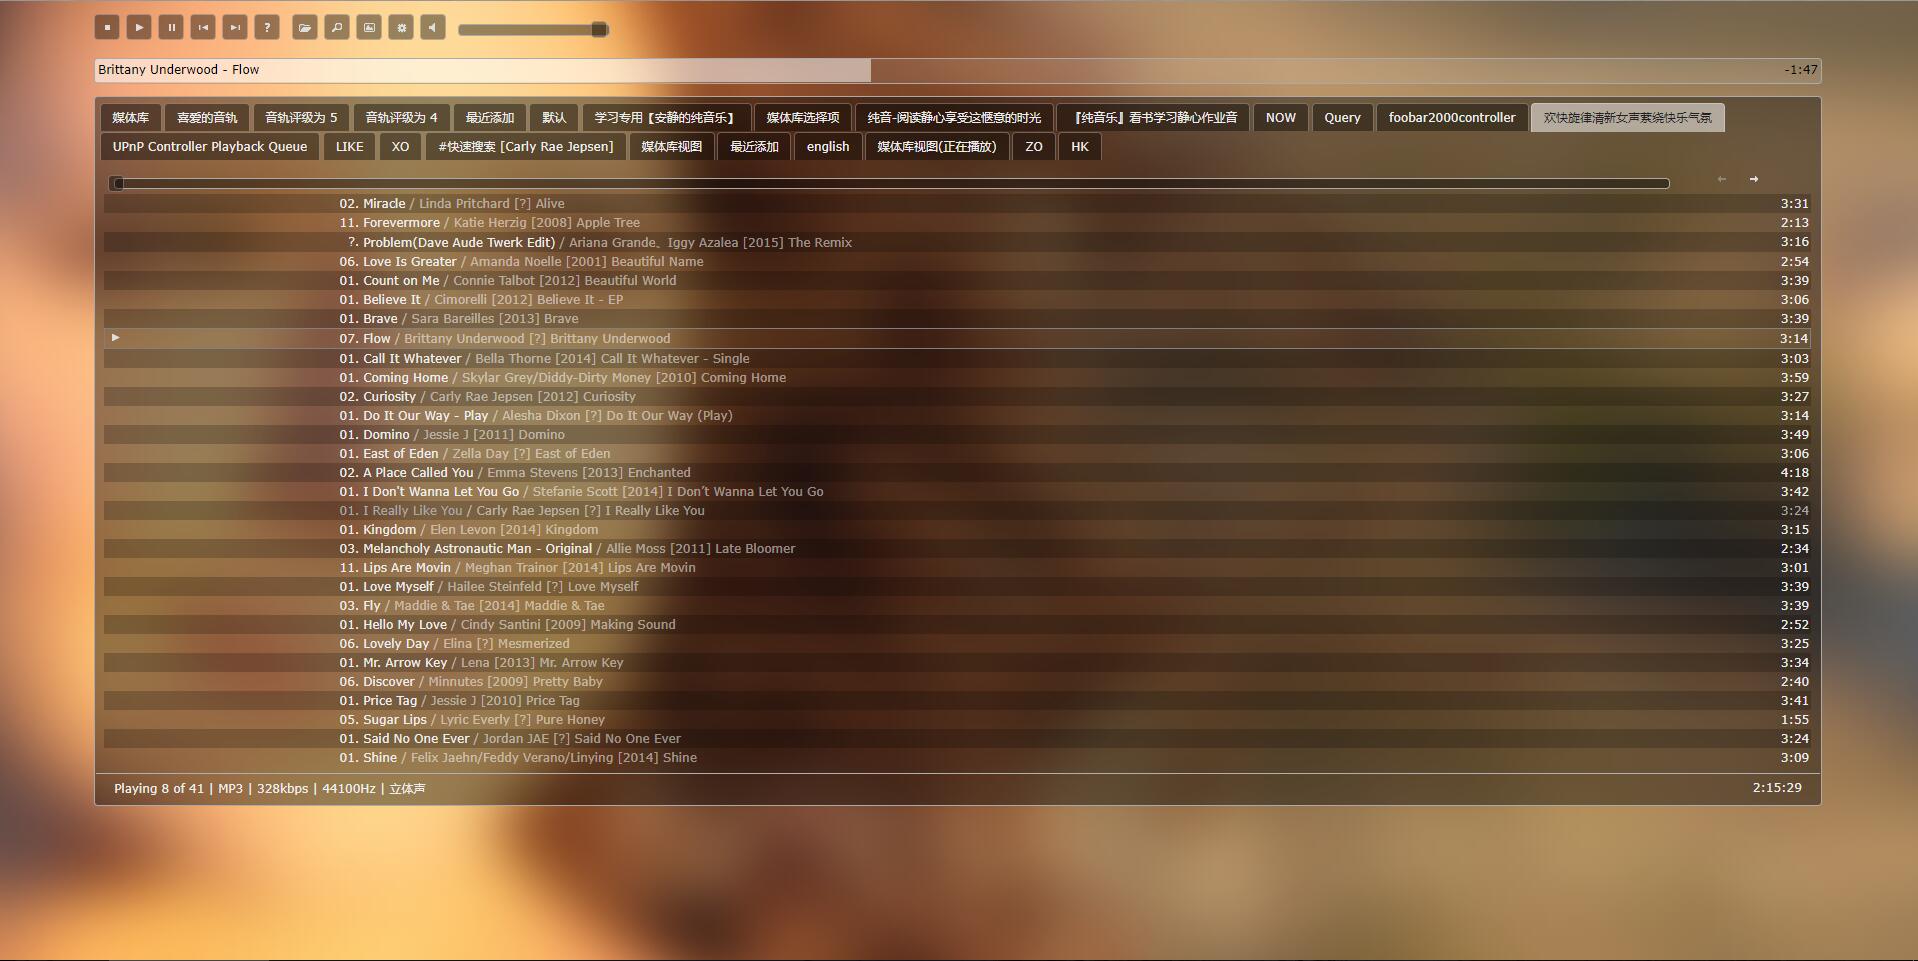 ?
Brittany Underwood - Flow -1:47
媒体库 喜爱的音轨 音轨评级为 5 音轨评级为 4 最近添加 默认 学习专用【安静的纯音乐】 媒体库选择项 纯音-阅读静心享受这惬意的时光 『纯音乐』看书学习静心作业音 NOW Query foobar2000controller 欢快旋律清新女声萦绕快乐气氛
UPnP Controller Playback Queue LIKE XO #快速搜索 [Carly Rae Jepsen] 媒体库视图 最近添加 english 媒体库视图(正在播放) ZO HK
02. Miracle / Linda Pritchard [?] Alive 3:31
11. Forevermore / Katie Herzig [2008] Apple Tree 2:13
?. Problem(Dave Aude Twerk Edit) / Ariana Grande、Iggy Azalea [2015] The Remix 3:16
06. Love Is Greater / Amanda Noelle [2001] Beautiful Name 2:54
01. Count on Me / Connie Talbot [2012] Beautiful World 3:39
01. Believe It / Cimorelli [2012] Believe It - EP 3:06
01. Brave / Sara Bareilles [2013] Brave 3:39
07. Flow / Brittany Underwood [?] Brittany Underwood 3:14
01. Call It Whatever / Bella Thorne [2014] Call It Whatever - Single 3:03
01. Coming Home / Skylar Grey/Diddy-Dirty Money [2010] Coming Home 3:59
02. Curiosity / Carly Rae Jepsen [2012] Curiosity 3:27
01. Do It Our Way - Play / Alesha Dixon [?] Do It Our Way (Play) 3:14
01. Domino / Jessie J [2011] Domino 3:49
01. East of Eden / Zella Day [?] East of Eden 3:06
02. A Place Called You / Emma Stevens [2013] Enchanted 4:18
01. I Don't Wanna Let You Go / Stefanie Scott [2014] I Don’t Wanna Let You Go 3:42
01. I Really Like You / Carly Rae Jepsen [?] I Really Like You 3:24
01. Kingdom / Elen Levon [2014] Kingdom 3:15
03. Melancholy Astronautic Man - Original / Allie Moss [2011] Late Bloomer 2:34
11. Lips Are Movin / Meghan Trainor [2014] Lips Are Movin 3:01
01. Love Myself / Hailee Steinfeld [?] Love Myself 3:39
03. Fly / Maddie & Tae [2014] Maddie & Tae 3:39
01. Hello My Love / Cindy Santini [2009] Making Sound 2:52
06. Lovely Day / Elina [?] Mesmerized 3:25
01. Mr. Arrow Key / Lena [2013] Mr. Arrow Key 3:34
06. Discover / Minnutes [2009] Pretty Baby 2:40
01. Price Tag / Jessie J [2010] Price Tag 3:41
05. Sugar Lips / Lyric Everly [?] Pure Honey 1:55
01. Said No One Ever / Jordan JAE [?] Said No One Ever 3:24
01. Shine / Felix Jaehn/Feddy Verano/Linying [2014] Shine 3:09
Playing 8 of 41 | MP3 | 328kbps | 44100Hz | 立体声 2:15:29